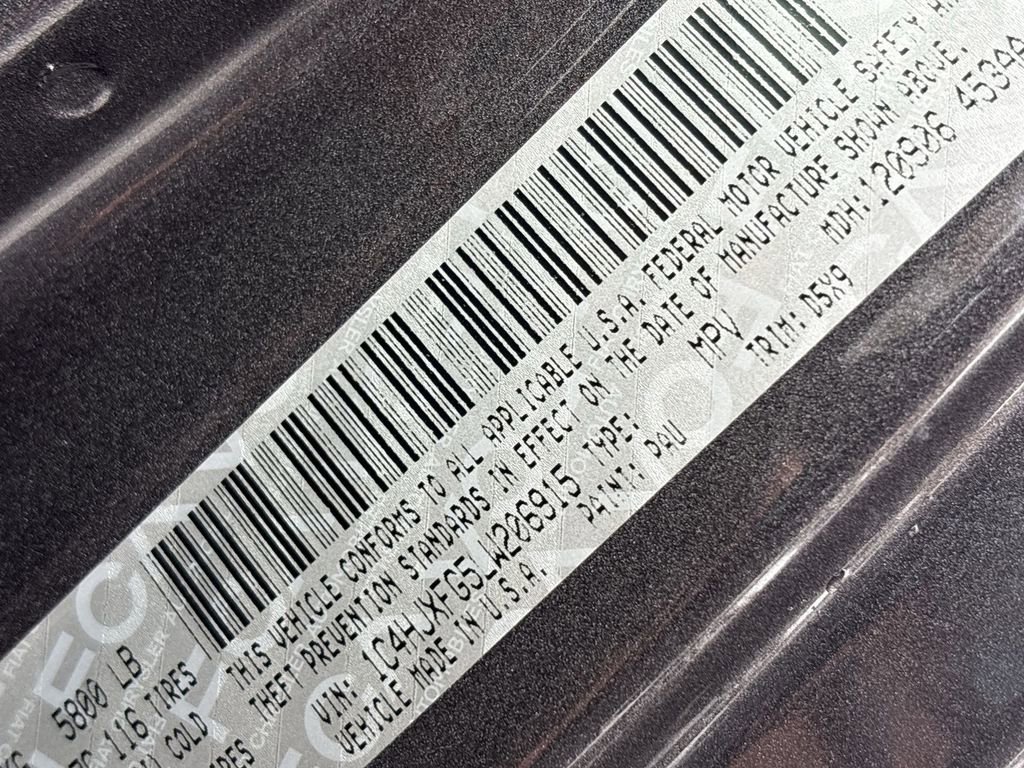 5800 LB
116 TIRES
COLD
THIS VEHICLE CONFORMS TO ALL APPLICABLE U.S.A. FEDERAL MOTOR VEHICLE SAFETY
THEFT PREVENTION STANDARDS IN EFFECT ON THE DATE OF MANUFACTURE SHOWN ABOVE.
VIN: 1C4HJXFG5LW206915 TYPE: MPV MDH: 120906 4534A
VEHICLE MADE IN U.S.A. PAINT: PAU TRIM: D5X9